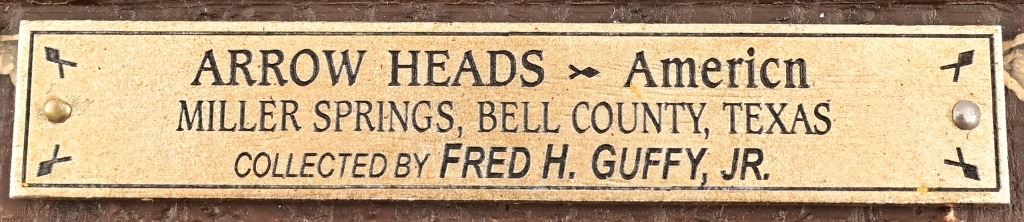 ARROW HEADS - Americn
MILLER SPRINGS, BELL COUNTY, TEXAS
COLLECTED BY FRED H. GUFFY, JR.